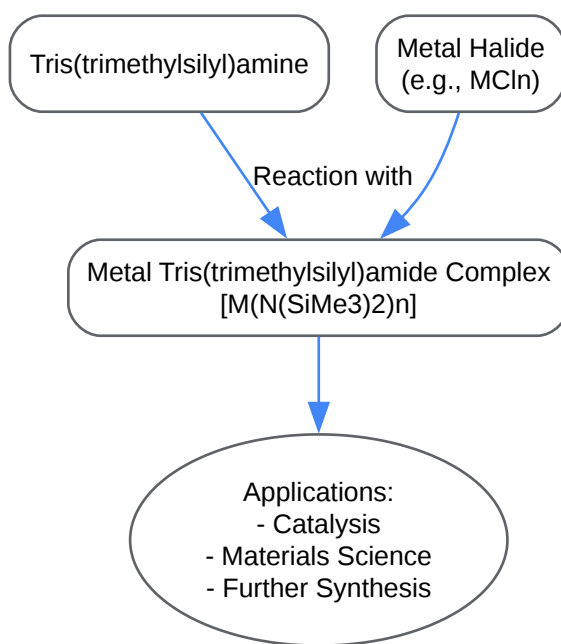 Tris(trimethylsilyl)amine
Metal Halide
(e.g., MCln)
Reaction with
Metal Tris(trimethylsilyl)amide Complex
[M(N(SiMe3)2)n]
Applications:
- Catalysis
- Materials Science
- Further Synthesis